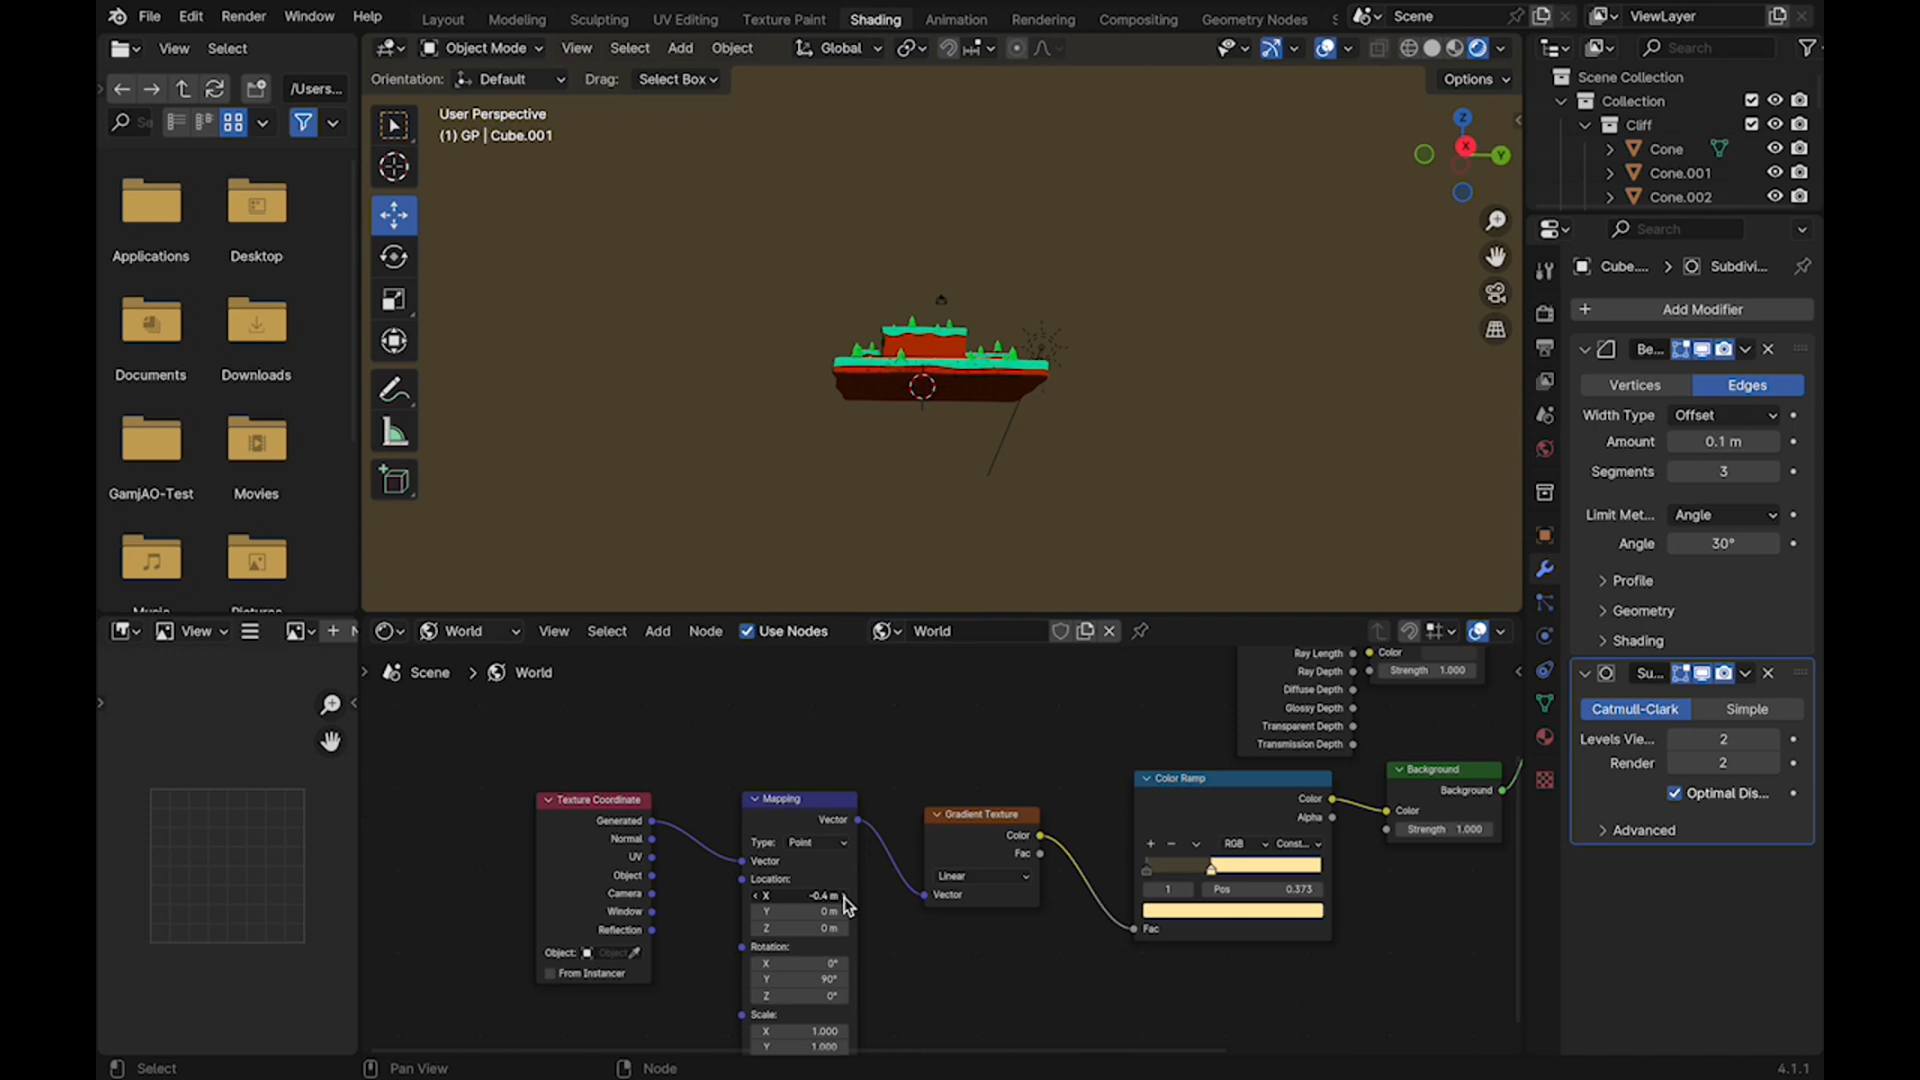 File Edit Render Window Help
Layout Modeling Sculpting UV Editing Texture Paint Shading Animation Rendering Compositing Geometry Nodes
Scene
ViewLayer
View Select
Object Mode View Select Add Object
Global
Search
Orientation: Default Drag: Select Box
Options
/Users...
Scene Collection
Collection
Cliff
Cone
Cone.001
Cone.002
User Perspective
(1) GP | Cube.001
Z
X
Y
Applications Desktop
Documents Downloads
GamjAO-Test Movies
Search
Cube.... Subdivi...
Add Modifier
Be...
Vertices Edges
Width Type Offset
Amount 0.1 m
Segments 3
Limit Met... Angle
Angle 30°
Profile
Geometry
Shading
Su...
Catmull-Clark Simple
Levels Vie... 2
Render 2
Optimal Dis...
Advanced
View
World View Select Add Node Use Nodes World
Scene > World
Ray Length
Ray Depth
Diffuse Depth
Glossy Depth
Transparent Depth
Transmission Depth
Color
Strength 1.000
Texture Coordinate
Generated
Normal
UV
Object
Camera
Window
Reflection
Object:
From Instancer
Mapping
Vector
Type: Point
Vector
Location:
X -0.4 m
Y 0 m
Z 0 m
Rotation:
X 0°
Y 90°
Z 0°
Scale:
X 1.000
Y 1.000
Gradient Texture
Color
Fac
Linear
Vector
Color Ramp
Color
Alpha
RGB Const...
1 Pos 0.373
Fac
Background
Background
Color
Strength 1.000
Select Pan View Node 4.1.1